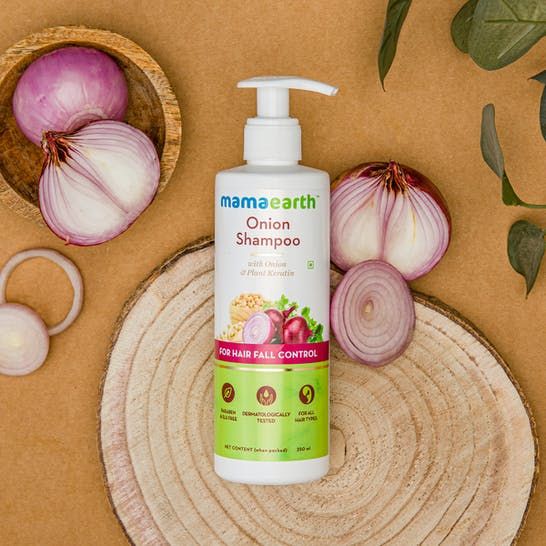 mamaearth™
Onion
Shampoo
with Onion
& Plant Keratin
FOR HAIR FALL CONTROL
PARABEN
& SLS FREE
DERMATOLOGICALLY
TESTED
FOR ALL
HAIR TYPES
NET CONTENT (when packed) 250 ml